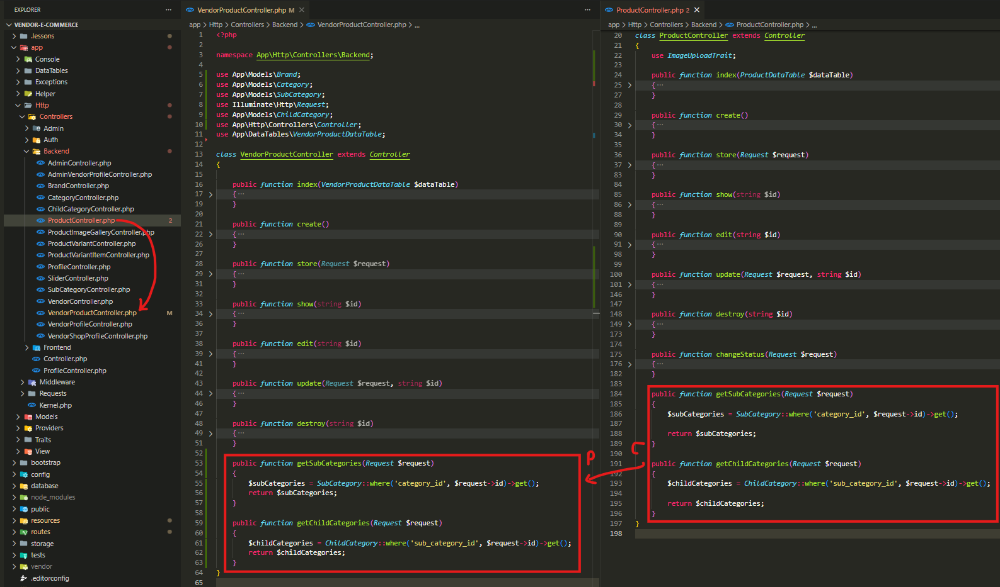 EXPLORER
VENDOR-E-COMMERCE
.lessons
app
Console
DataTables
Exceptions
Helper
Http
Controllers
Admin
Auth
Backend
AdminController.php
AdminVendorProfileController.php
BrandController.php
CategoryController.php
ChildCategoryController.php
ProductController.php 2
ProductImageGalleryController.php
ProductVariantController.php
ProductVariantItemController.php
ProfileController.php
SliderController.php
SubCategoryController.php
VendorController.php
VendorProductController.php M
VendorProfileController.php
VendorShopProfileController.php
Frontend
Controller.php
ProfileController.php
Middleware
Requests
Kernel.php
Models
Providers
Traits
View
bootstrap
config
database
node_modules
public
resources
routes
storage
tests
vendor
.editorconfig
VendorProductController.php M
app > Http > Controllers > Backend > VendorProductController.php > ...
1 <?php
2
3 namespace App\Http\Controllers\Backend;
4
5 use App\Models\Brand;
6 use App\Models\Category;
7 use App\Models\SubCategory;
8 use Illuminate\Http\Request;
9 use App\Models\ChildCategory;
10 use App\Http\Controllers\Controller;
11 use App\DataTables\VendorProductDataTable;
12
13 class VendorProductController extends Controller
14 {
15
16 public function index(VendorProductDataTable $dataTable)
17 { ...
19 }
20
21 public function create()
22 { ...
26 }
27
28 public function store(Request $request)
29 { ...
31 }
32
33 public function show(string $id)
34 { ...
36 }
37
38 public function edit(string $id)
39 { ...
41 }
42
43 public function update(Request $request, string $id)
44 { ...
46 }
47
48 public function destroy(string $id)
49 { ...
51 }
52
53 public function getSubCategories(Request $request)
54 {
55 $subCategories = SubCategory::where('category_id', $request->id)->get();
56 return $subCategories;
57 }
58
59 public function getChildCategories(Request $request)
60 {
61 $childCategories = ChildCategory::where('sub_category_id', $request->id)->get();
62 return $childCategories;
63 }
64 }
65
P
ProductController.php 2
app > Http > Controllers > Backend > ProductController.php > ...
20 class ProductController extends Controller
21 {
22 use ImageUploadTrait;
23
24 public function index(ProductDataTable $dataTable)
25 { ...
27 }
28
29 public function create()
30 { ...
34 }
35
36 public function store(Request $request)
37 { ...
83 }
84
85 public function show(string $id)
86 { ...
88 }
89
90 public function edit(string $id)
91 { ...
98 }
99
100 public function update(Request $request, string $id)
101 { ...
146 }
147
148 public function destroy(string $id)
149 { ...
173 }
174
175 public function changeStatus(Request $request)
176 { ...
182 }
183
184 public function getSubCategories(Request $request)
185 {
186 $subCategories = SubCategory::where('category_id', $request->id)->get();
187
188 return $subCategories;
189 }
190
191 public function getChildCategories(Request $request)
192 {
193 $childCategories = ChildCategory::where('sub_category_id', $request->id)->get();
194
195 return $childCategories;
196 }
197 }
198